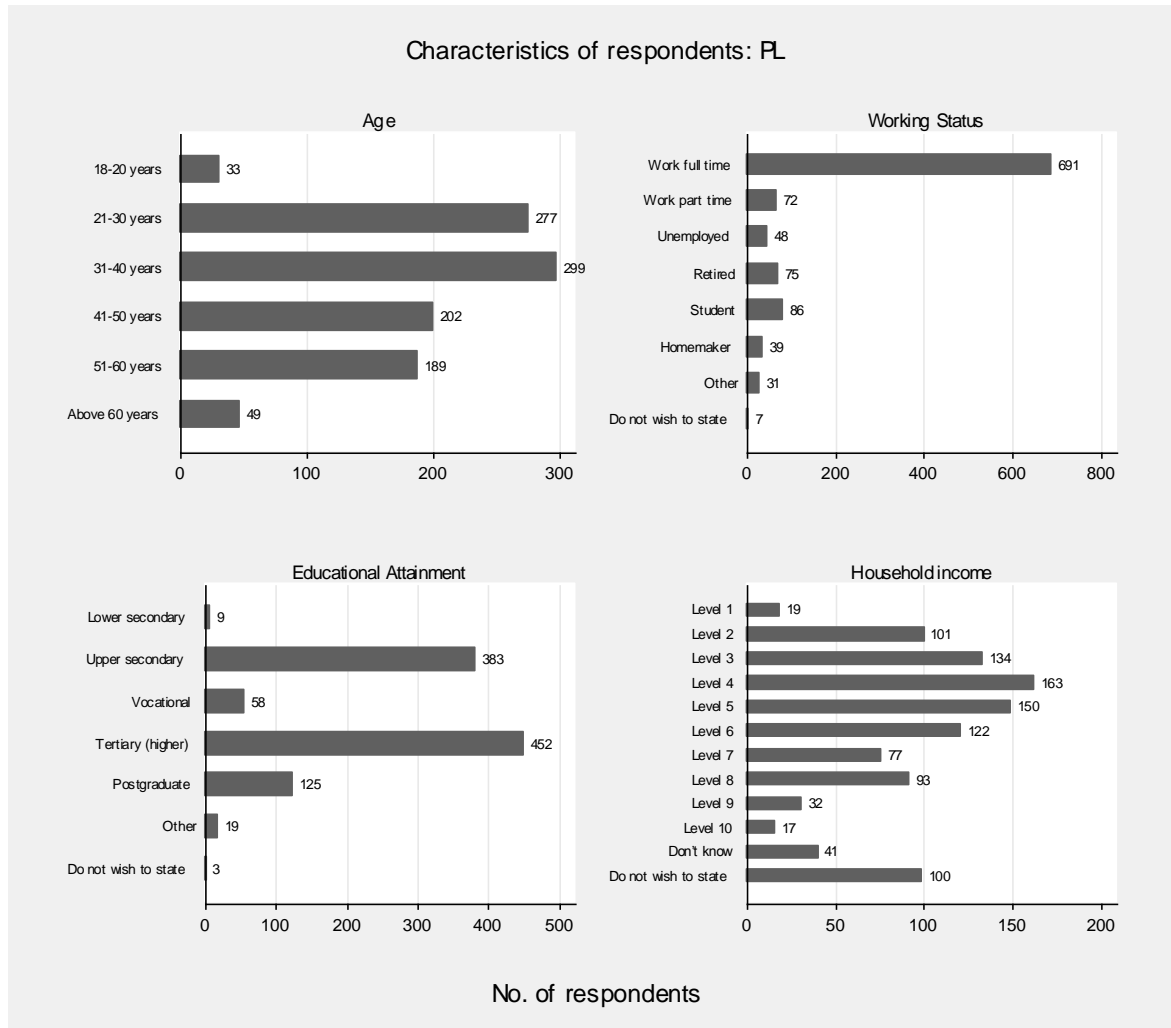 Characteristics of respondents: PL
Age
18-20 years 33
21-30 years 277
31-40 years 299
41-50 years 202
51-60 years 189
Above 60 years 49
0 100 200 300
Working Status
Work full time 691
Work part time 72
Unemployed 48
Retired 75
Student 86
Homemaker 39
Other 31
Do not wish to state 7
0 200 400 600 800
Educational Attainment
Lower secondary 9
Upper secondary 383
Vocational 58
Tertiary (higher) 452
Postgraduate 125
Other 19
Do not wish to state 3
0 100 200 300 400 500
Household income
Level 1 19
Level 2 101
Level 3 134
Level 4 163
Level 5 150
Level 6 122
Level 7 77
Level 8 93
Level 9 32
Level 10 17
Don't know 41
Do not wish to state 100
0 50 100 150 200
No. of respondents